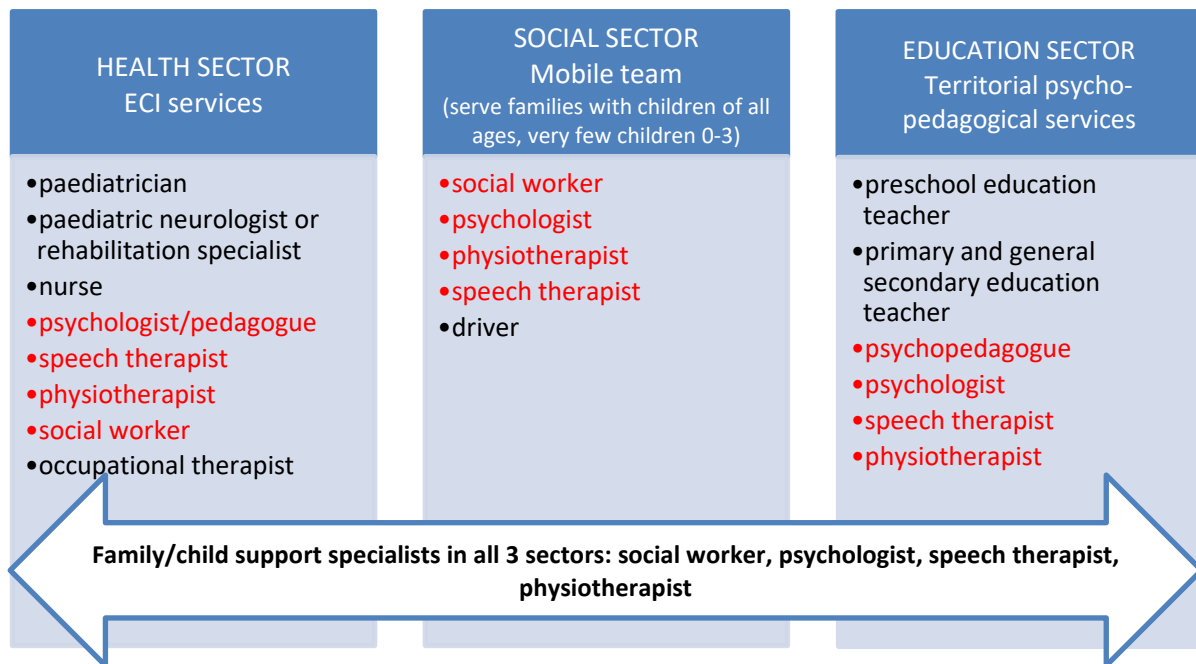 HEALTH SECTOR
ECI services
•paediatrician
•paediatric neurologist or
rehabilitation specialist
•nurse
•psychologist/pedagogue
•speech therapist
•physiotherapist
•social worker
•occupational therapist
SOCIAL SECTOR
Mobile team
(serve families with children of all
ages, very few children 0-3)
•social worker
•psychologist
•physiotherapist
•speech therapist
•driver
EDUCATION SECTOR
Territorial psycho-
pedagogical services
•preschool education
teacher
•primary and general
secondary education
teacher
•psychopedagogue
•psychologist
•speech therapist
•physiotherapist
Family/child support specialists in all 3 sectors: social worker, psychologist, speech therapist,
physiotherapist